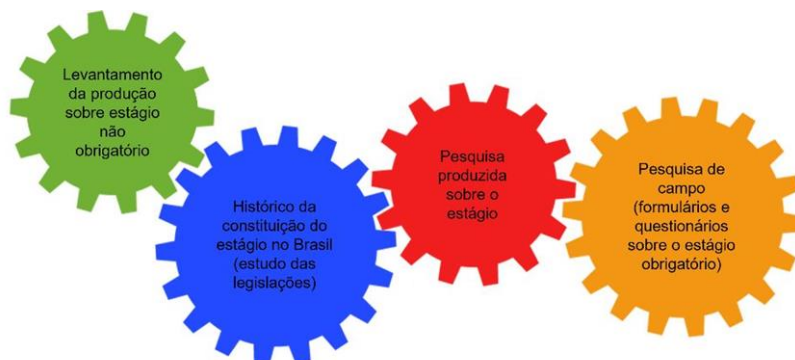 Levantamento
da produção
sobre estágio
não
obrigatório
Histórico da
constituição do
estágio no Brasil
(estudo das
legislações)
Pesquisa
produzida
sobre o
estágio
Pesquisa de
campo
(formulários e
questionários
sobre o estágio
obrigatório)